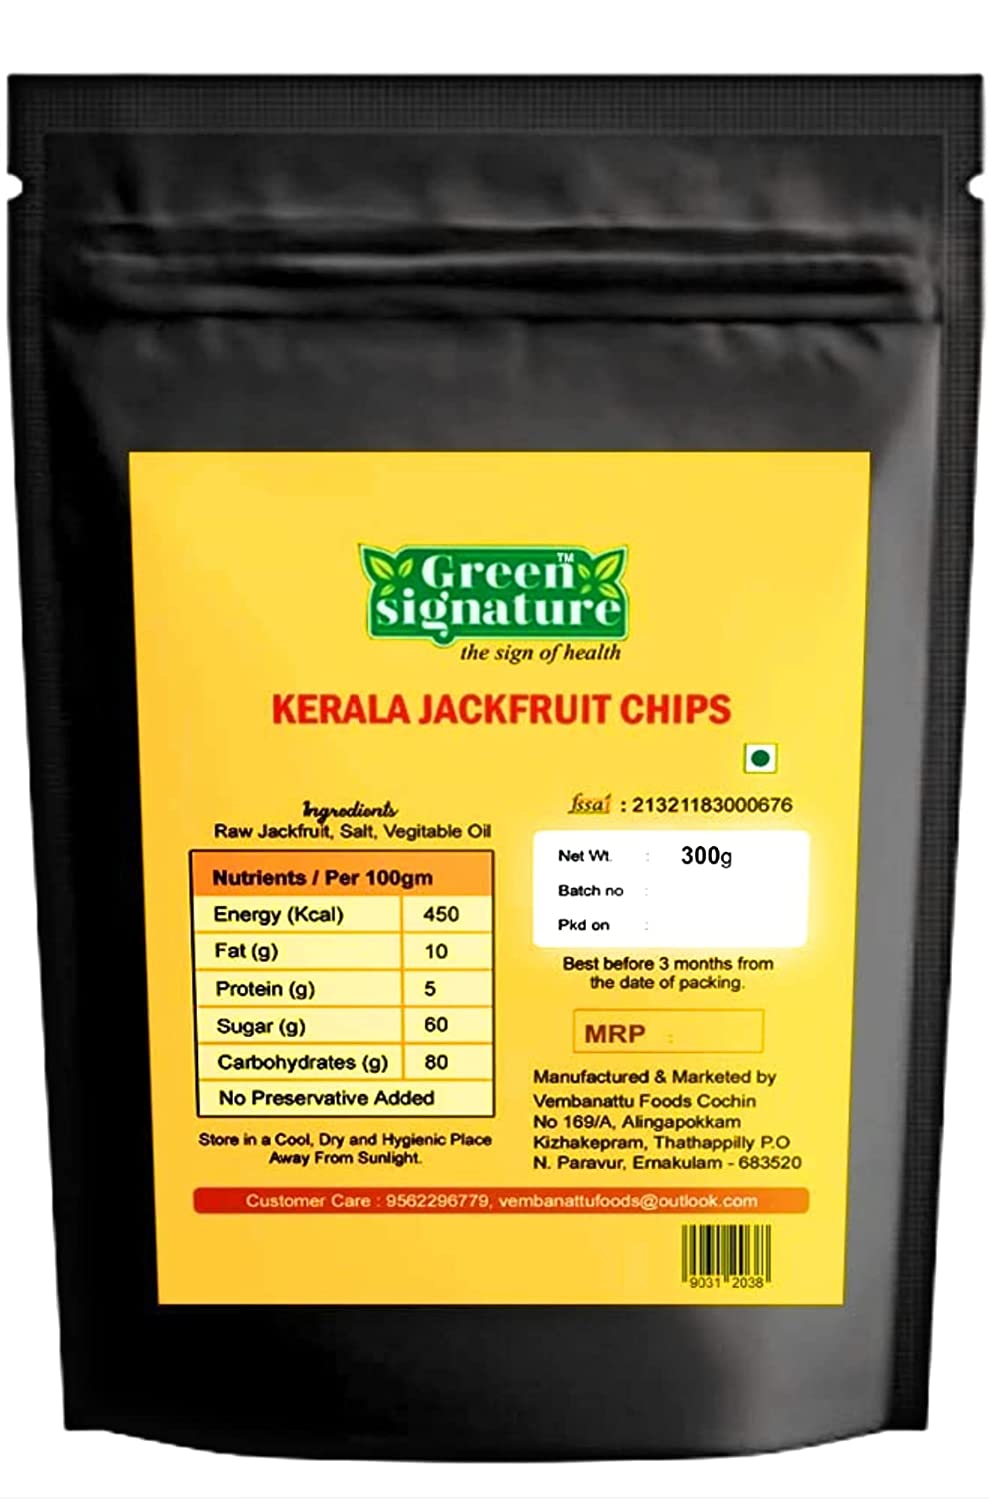 Green™
signature
the sign of health
KERALA JACKFRUIT CHIPS
Ingredients
Raw Jackfruit, Salt, Vegitable Oil
Nutrients / Per 100gm
Energy (Kcal) 450
Fat (g) 10
Protein (g) 5
Sugar (g) 60
Carbohydrates (g) 80
No Preservative Added
Store in a Cool, Dry and Hygienic Place
Away From Sunlight.
fssai : 21321183000676
Net Wt. : 300g
Batch no :
Pkd on :
Best before 3 months from
the date of packing.
MRP :
Manufactured & Marketed by
Vembanattu Foods Cochin
No 169/A, Alingapokkam
Kizhakepram, Thathappilly P.O
N. Paravur, Ernakulam - 683520
Customer Care : 9562296779, vembanattufoods@outlook.com
9031 2038